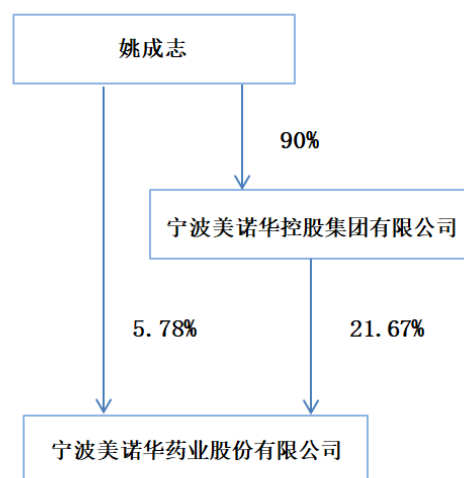 姚成志
90%
宁波美诺华控股集团有限公司
5.78%
21.67%
宁波美诺华药业股份有限公司